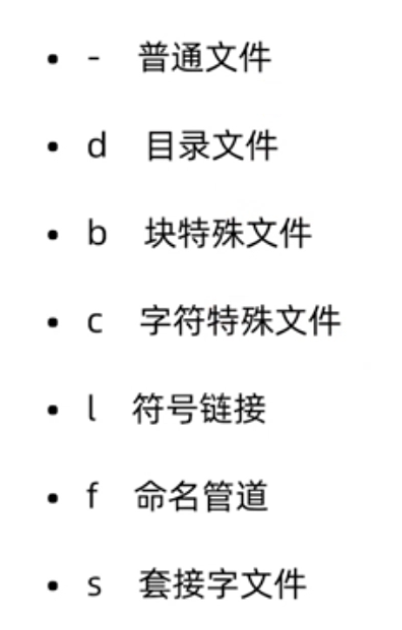 • - 普通文件
• d 目录文件
• b 块特殊文件
• c 字符特殊文件
• l 符号链接
• f 命名管道
• s 套接字文件